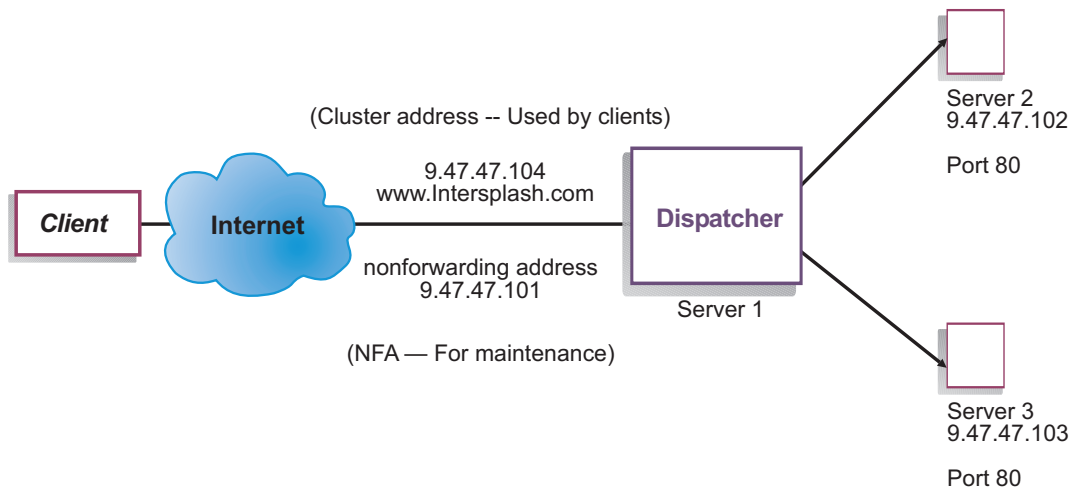 Client
Internet
(Cluster address -- Used by clients)
9.47.47.104
www.Intersplash.com
nonforwarding address
9.47.47.101
(NFA — For maintenance)
Dispatcher
Server 1
Server 2
9.47.47.102
Port 80
Server 3
9.47.47.103
Port 80